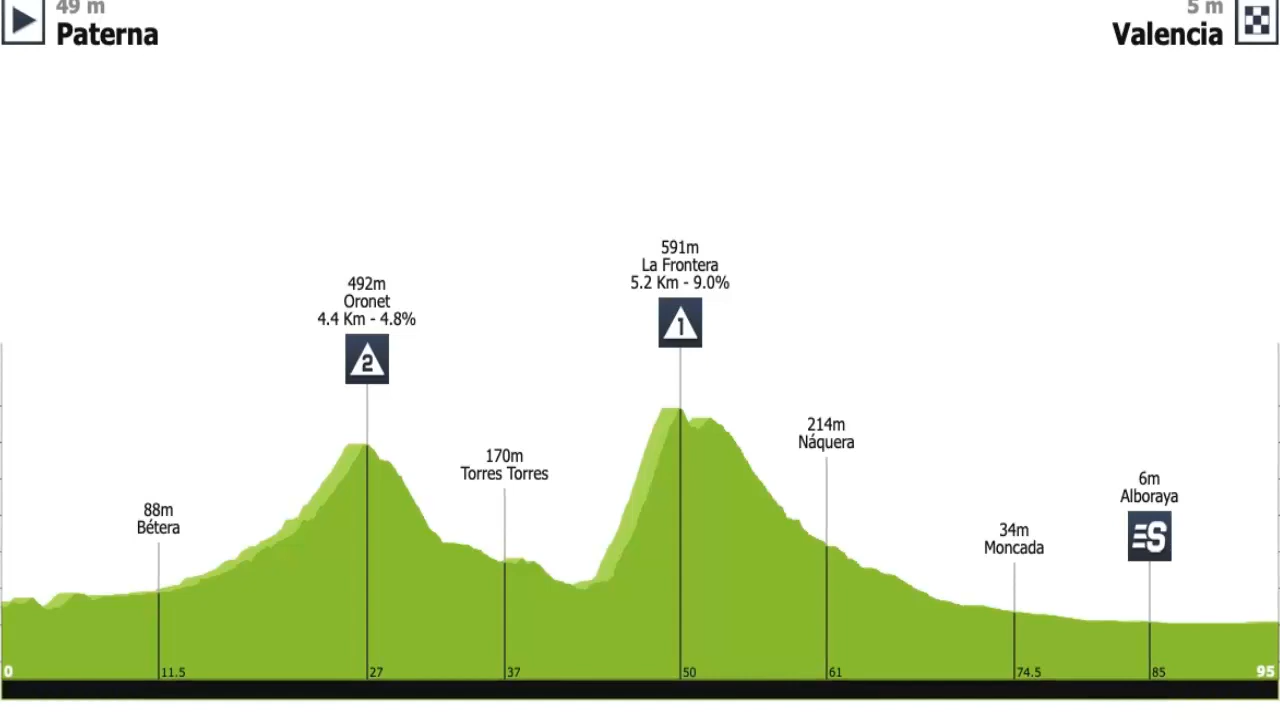 49 m
Paterna
5 m
Valencia
591m
La Frontera
5.2 Km - 9.0%
1
492m
Oronet
4.4 Km - 4.8%
2
214m
Náquera
170m
Torres Torres
6m
Alboraya
S
88m
Bétera
34m
Moncada
0
11.5
27
37
50
61
74.5
85
95